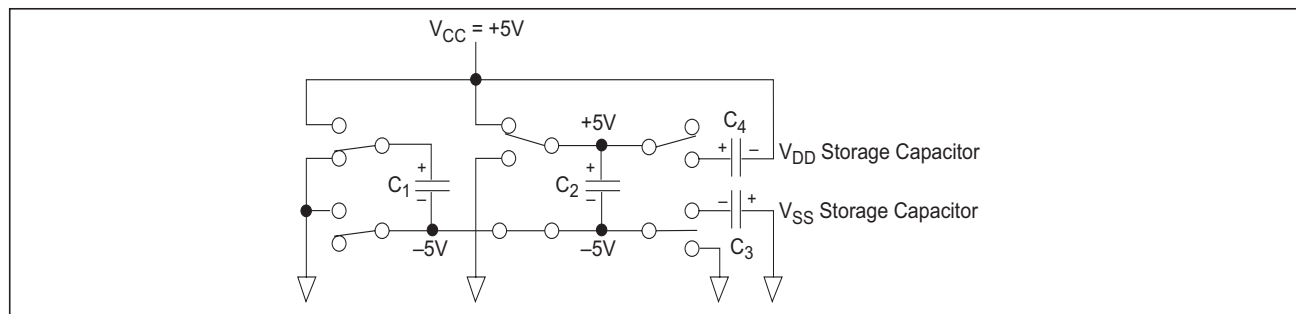 V_CC = +5V
+5V
C_4
+ –
V_DD Storage Capacitor
+
C_1
–
+
C_2
–
– +
V_SS Storage Capacitor
–5V
–5V
C_3